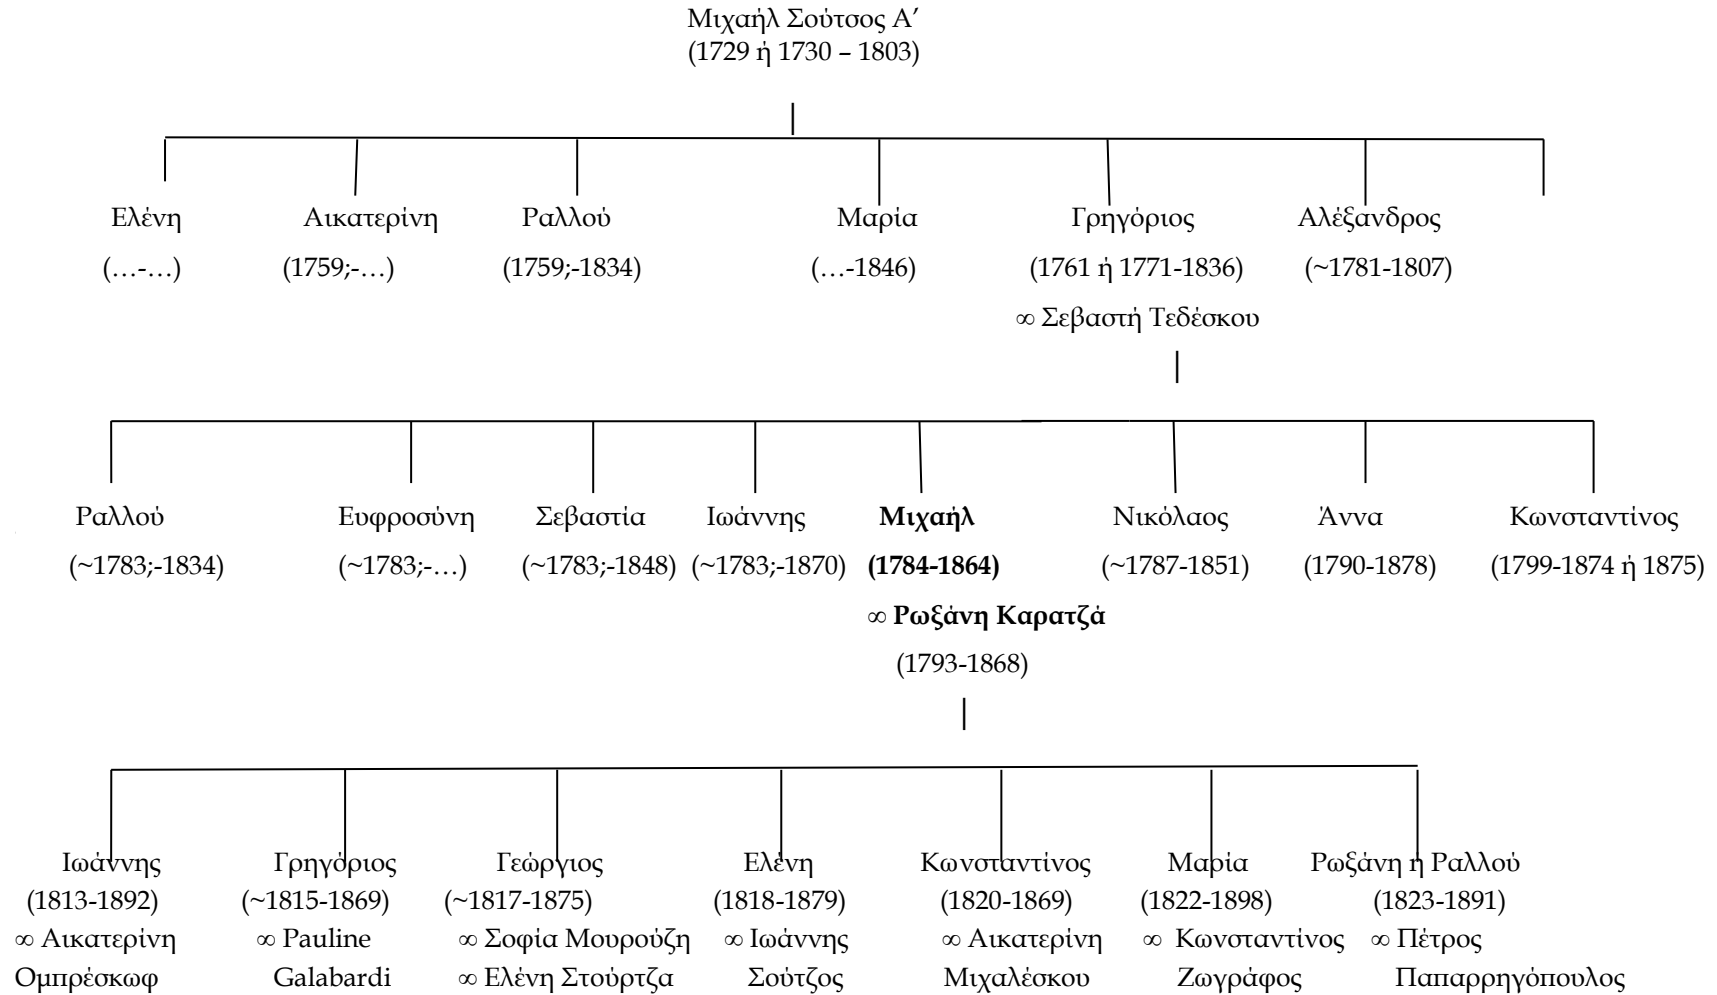 Μιχαήλ Σούτσος Α΄
(1729 ή 1730 – 1803)
Ελένη Αικατερίνη Ραλλού Μαρία Γρηγόριος Αλέξανδρος
(…-…) (1759;-…) (1759;-1834) (…-1846) (1761 ή 1771-1836) (~1781-1807)
∞ Σεβαστή Τεδέσκου
Ραλλού Ευφροσύνη Σεβαστία Ιωάννης Μιχαήλ Νικόλαος Άννα Κωνσταντίνος
(~1783;-1834) (~1783;-…) (~1783;-1848) (~1783;-1870) (1784-1864) (~1787-1851) (1790-1878) (1799-1874 ή 1875)
∞ Ρωξάνη Καρατζά
(1793-1868)
Ιωάννης Γρηγόριος Γεώργιος Ελένη Κωνσταντίνος Μαρία Ρωξάνη ή Ραλλού
(1813-1892) (~1815-1869) (~1817-1875) (1818-1879) (1820-1869) (1822-1898) (1823-1891)
∞ Αικατερίνη ∞ Pauline ∞ Σοφία Μουρούζη ∞ Ιωάννης ∞ Αικατερίνη ∞ Κωνσταντίνος ∞ Πέτρος
Ομπρέσκωφ Galabardi ∞ Ελένη Στούρτζα Σούτζος Μιχαλέσκου Ζωγράφος Παπαρρηγόπουλος